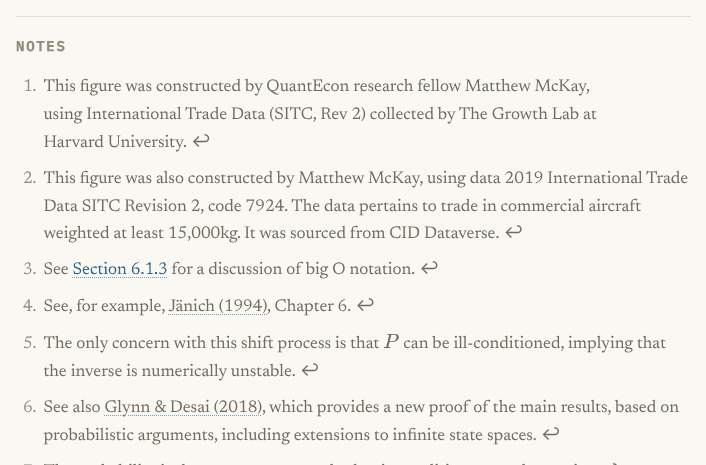 NOTES
1. This figure was constructed by QuantEcon research fellow Matthew McKay,
using International Trade Data (SITC, Rev 2) collected by The Growth Lab at
Harvard University. ↩
2. This figure was also constructed by Matthew McKay, using data 2019 International Trade
Data SITC Revision 2, code 7924. The data pertains to trade in commercial aircraft
weighted at least 15,000kg. It was sourced from CID Dataverse. ↩
3. See Section 6.1.3 for a discussion of big O notation. ↩
4. See, for example, Jänich (1994), Chapter 6. ↩
5. The only concern with this shift process is that P can be ill-conditioned, implying that
the inverse is numerically unstable. ↩
6. See also Glynn & Desai (2018), which provides a new proof of the main results, based on
probabilistic arguments, including extensions to infinite state spaces. ↩